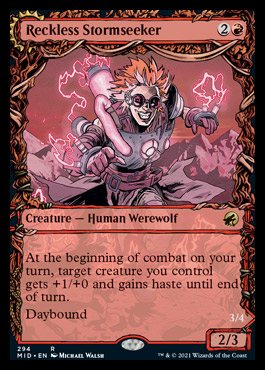 Reckless Stormseeker 2
Creature — Human Werewolf
At the beginning of combat on your
turn, target creature you control
gets +1/+0 and gains haste until end
of turn.
Daybound
3/4
2/3
294 R
MID • EN Michael Walsh
™ & © 2021 Wizards of the Coast